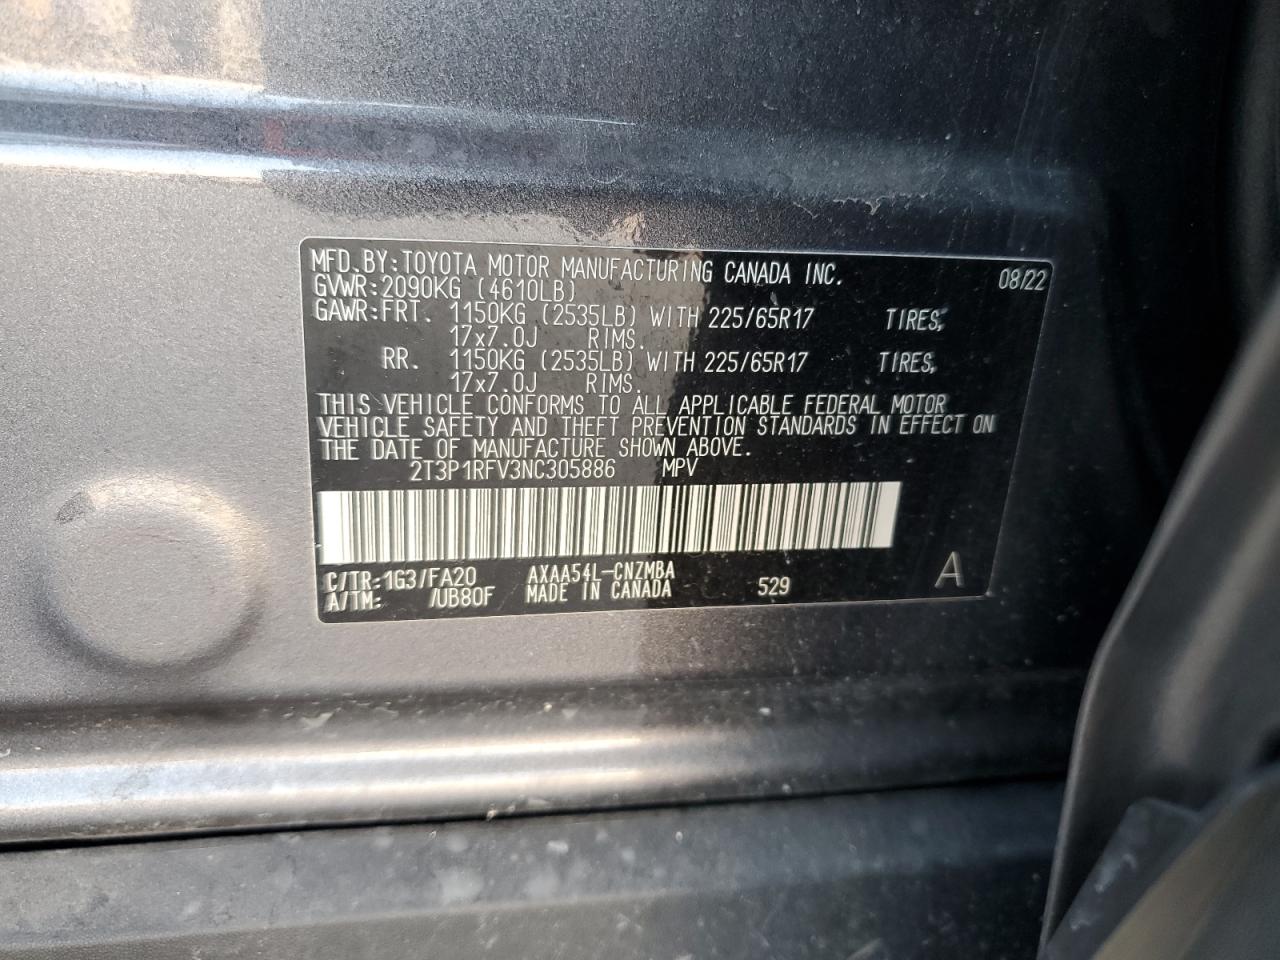 MFD.BY:TOYOTA MOTOR MANUFACTURING CANADA INC. 08/22
GVWR:2090KG (4610LB)
GAWR:FRT. 1150KG (2535LB) WITH 225/65R17 TIRES,
17x7.0J RIMS.
RR. 1150KG (2535LB) WITH 225/65R17 TIRES,
17x7.0J RIMS.
THIS VEHICLE CONFORMS TO ALL APPLICABLE FEDERAL MOTOR
VEHICLE SAFETY AND THEFT PREVENTION STANDARDS IN EFFECT ON
THE DATE OF MANUFACTURE SHOWN ABOVE.
2T3P1RFV3NC305886 MPV
C/TR:1G3/FA20 AXAA54L-CNZMBA
A/TM: /UB80F MADE IN CANADA 529 A